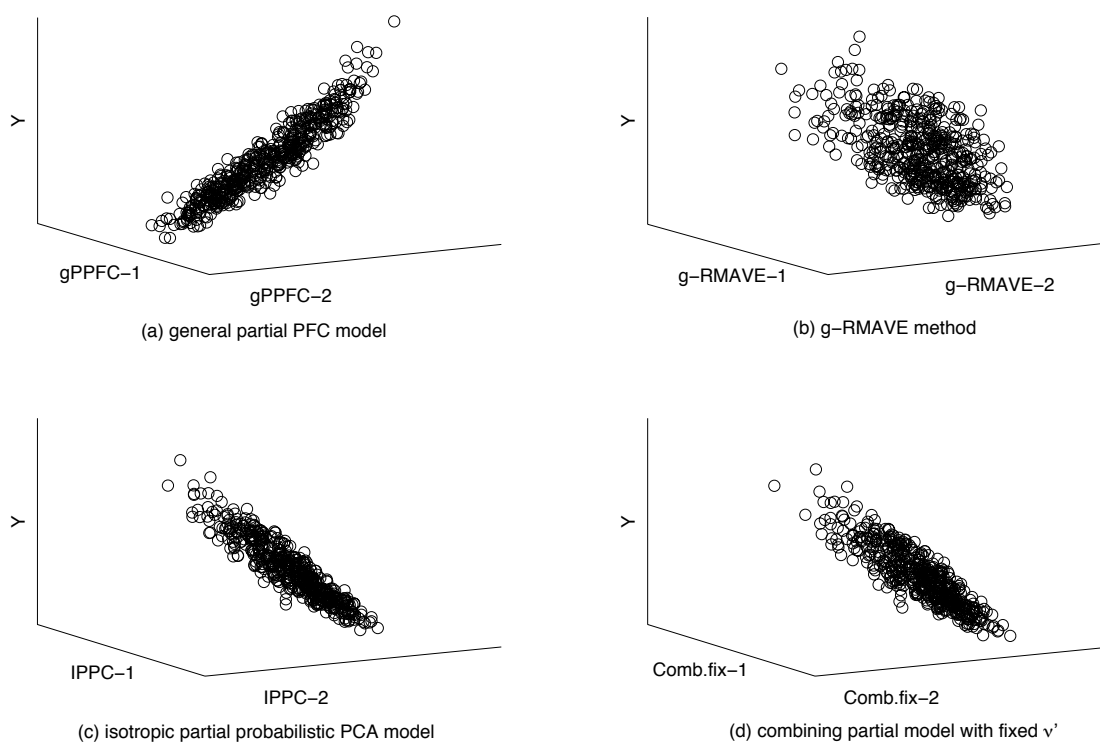 Y
gPPFC−1
gPPFC−2
(a) general partial PFC model
Y
g−RMAVE−1
g−RMAVE−2
(b) g−RMAVE method
Y
IPPC−1
IPPC−2
(c) isotropic partial probabilistic PCA model
Y
Comb.fix−1
Comb.fix−2
(d) combining partial model with fixed ν'